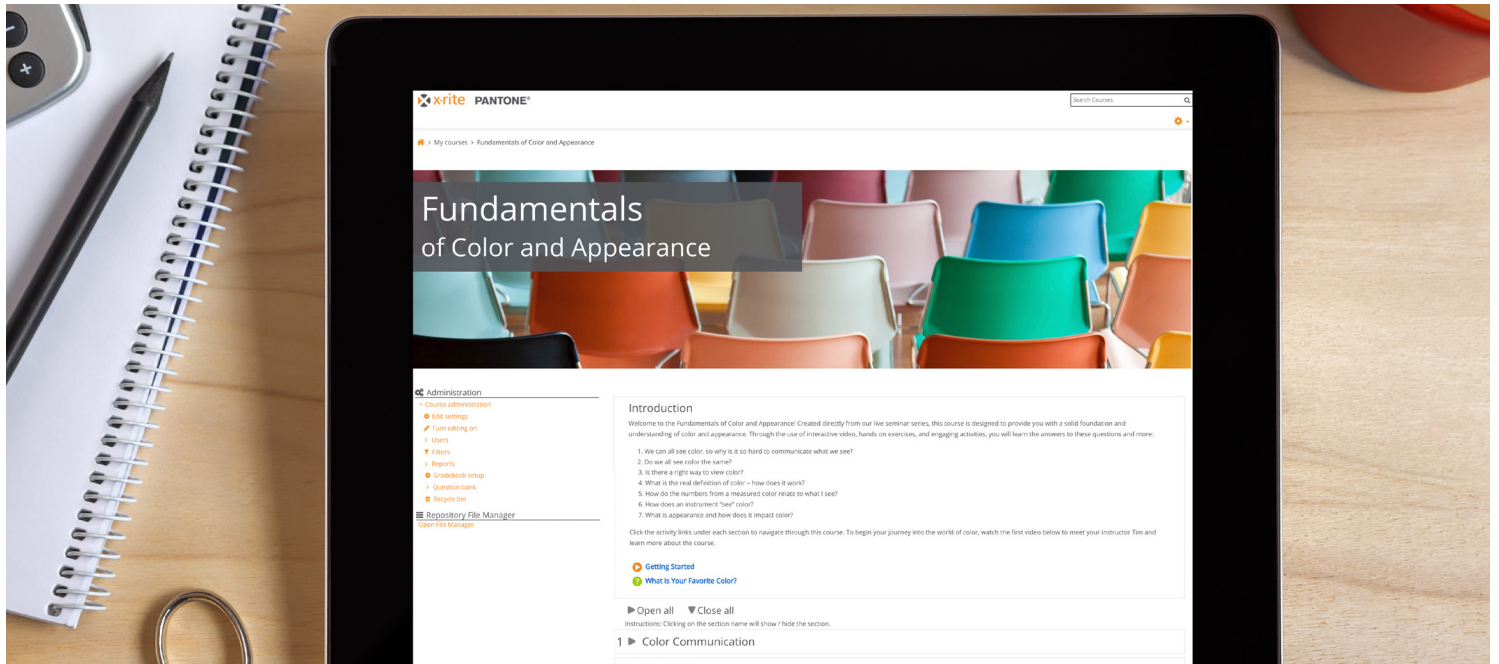 x·rite PANTONE®
Search Courses
My courses > Fundamentals of Color and Appearance
Fundamentals
of Color and Appearance
Administration
Course administration
Edit settings
Turn editing on
Users
Filters
Reports
Gradebook setup
Question bank
Recycle bin
Repository File Manager
Open File Manager
Introduction
Welcome to the Fundamentals of Color and Appearance! Created directly from our live seminar series, this course is designed to provide you with a solid foundation and
understanding of color and appearance. Through the use of interactive video, hands on exercises, and engaging activities, you will learn the answers to these questions and more:
1. We can all see color, so why is it so hard to communicate what we see?
2. Do we all see color the same?
3. Is there a right way to view color?
4. What is the real definition of color – how does it work?
5. How do the numbers from a measured color relate to what I see?
6. How does an instrument "see" color?
7. What is appearance and how does it impact color?
Click the activity links under each section to navigate through this course. To begin your journey into the world of color, watch the first video below to meet your instructor Tim and
learn more about the course.
Getting Started
What Is Your Favorite Color?
Open all Close all
Instructions: Clicking on the section name will show / hide the section.
1 Color Communication